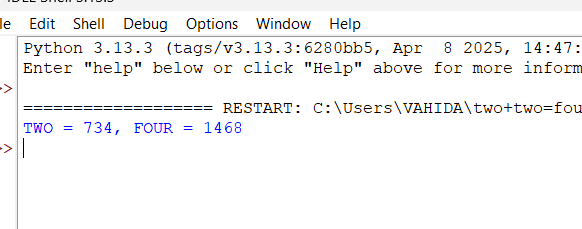 Edit Shell Debug Options Window Help
Python 3.13.3 (tags/v3.13.3:6280bb5, Apr 8 2025, 14:47:
Enter "help" below or click "Help" above for more inform
>
=================== RESTART: C:\Users\VAHIDA\two+two=fou
TWO = 734, FOUR = 1468
>